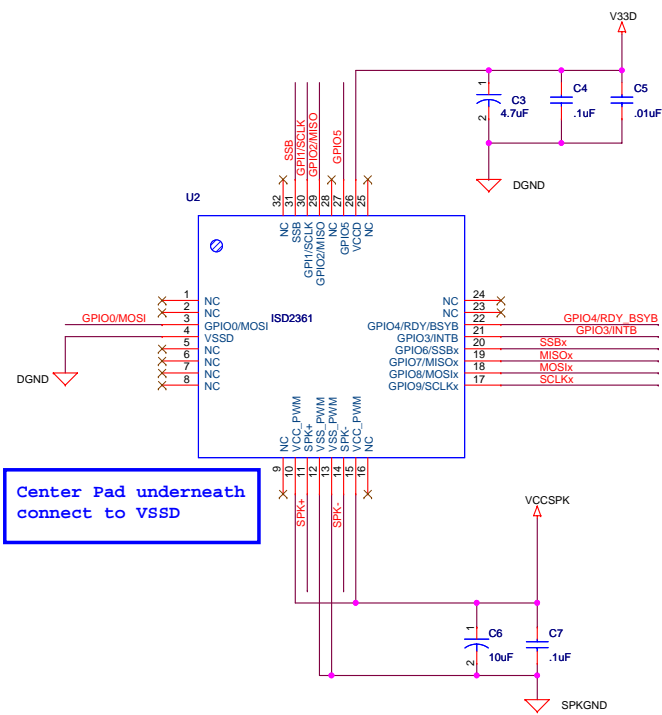 V33D
1
C3
4.7uF
2
C4
.1uF
C5
.01uF
DGND
SSB
GPI1/SCLK
GPIO2/MISO
GPIO5
U2
32
31
30
29
28
27
26
25
NC
SSB
GPI1/SCLK
GPIO2/MISO
NC
GPIO5
VCCD
NC
ISD2361
GPIO0/MOSI
DGND
1 NC
2 NC
3 GPIO0/MOSI
4 VSSD
5 NC
6 NC
7 NC
8 NC
NC 24
NC 23
GPIO4/RDY/BSYB 22 GPIO4/RDY_BSYB
GPIO3/INTB 21 GPIO3/INTB
GPIO6/SSBx 20 SSBx
GPIO7/MISOx 19 MISOx
GPIO8/MOSIx 18 MOSIx
GPIO9/SCLKx 17 SCLKx
NC
VCC_PWM
SPK+
VSS_PWM
VSS_PWM
SPK-
VCC_PWM
NC
9
10
11
12
13
14
15
16
SPK+
SPK-
Center Pad underneath
connect to VSSD
VCCSPK
1
C6
10uF
2
C7
.1uF
SPKGND